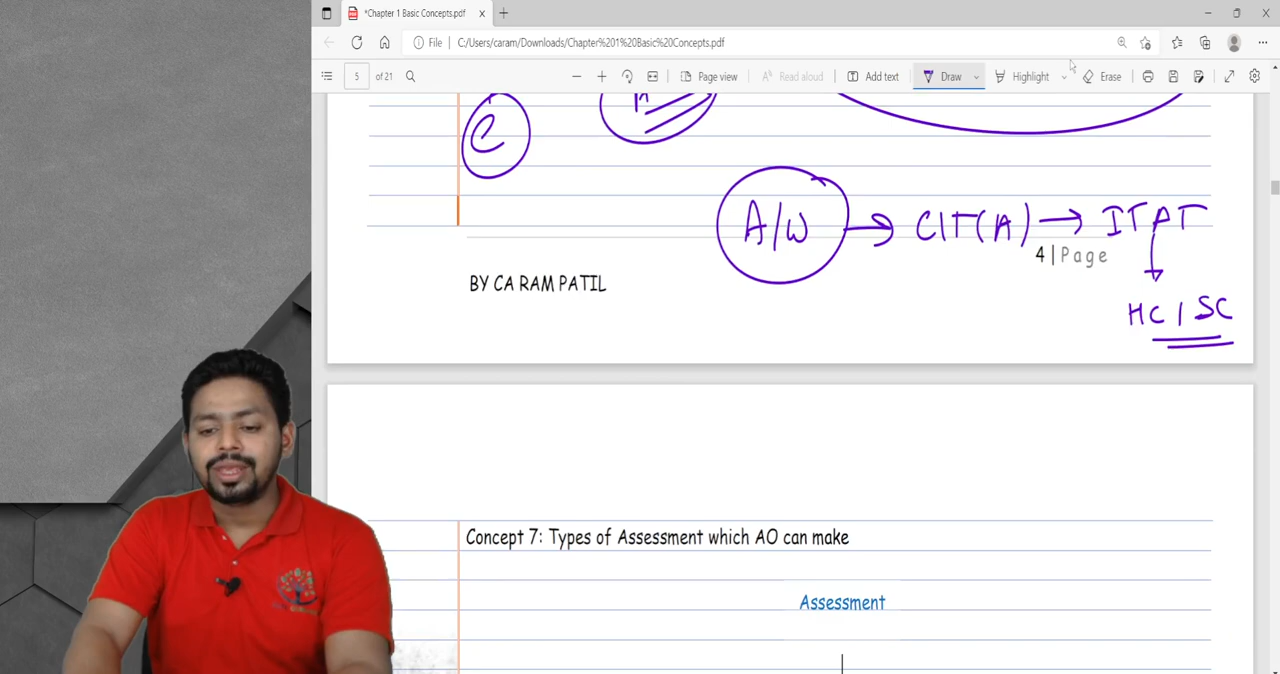 *Chapter 1 Basic Concepts.pdf
File C:/Users/caram/Downloads/Chapter%201%20Basic%20Concepts.pdf
5 of 21 Page view Read aloud Add text Draw Highlight Erase
C
A/W → CIT(A) → ITAT
4 | Page
BY CA RAM PATIL
HC / SC
Concept 7: Types of Assessment which AO can make
Assessment